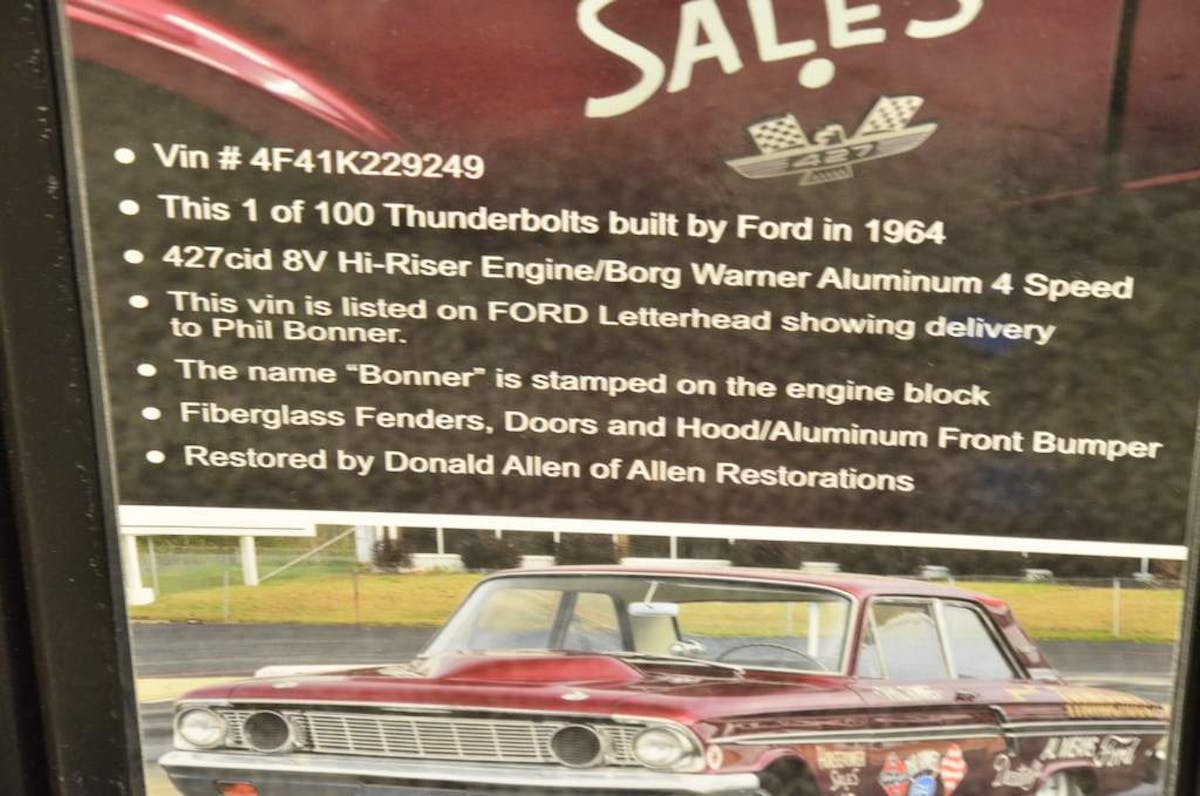 SALES
427
• Vin # 4F41K229249
• This 1 of 100 Thunderbolts built by Ford in 1964
• 427cid 8V Hi-Riser Engine/Borg Warner Aluminum 4 Speed
• This vin is listed on FORD Letterhead showing delivery
to Phil Bonner.
• The name “Bonner” is stamped on the engine block
• Fiberglass Fenders, Doors and Hood/Aluminum Front Bumper
• Restored by Donald Allen of Allen Restorations
Ford
SALES